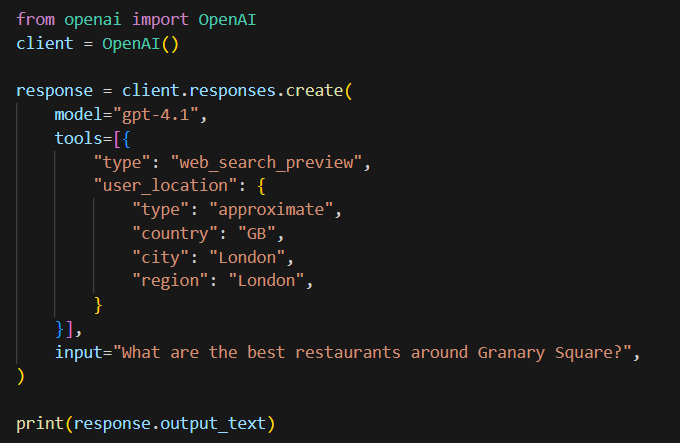 from openai import OpenAI
client = OpenAI()

response = client.responses.create(
    model="gpt-4.1",
    tools=[{
        "type": "web_search_preview",
        "user_location": {
            "type": "approximate",
            "country": "GB",
            "city": "London",
            "region": "London",
        }
    }],
    input="What are the best restaurants around Granary Square?",
)

print(response.output_text)